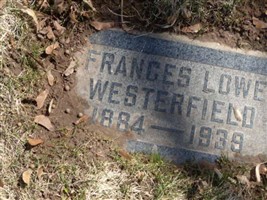 FRANCES LOWE
WESTERFIELD
1884 — 1939